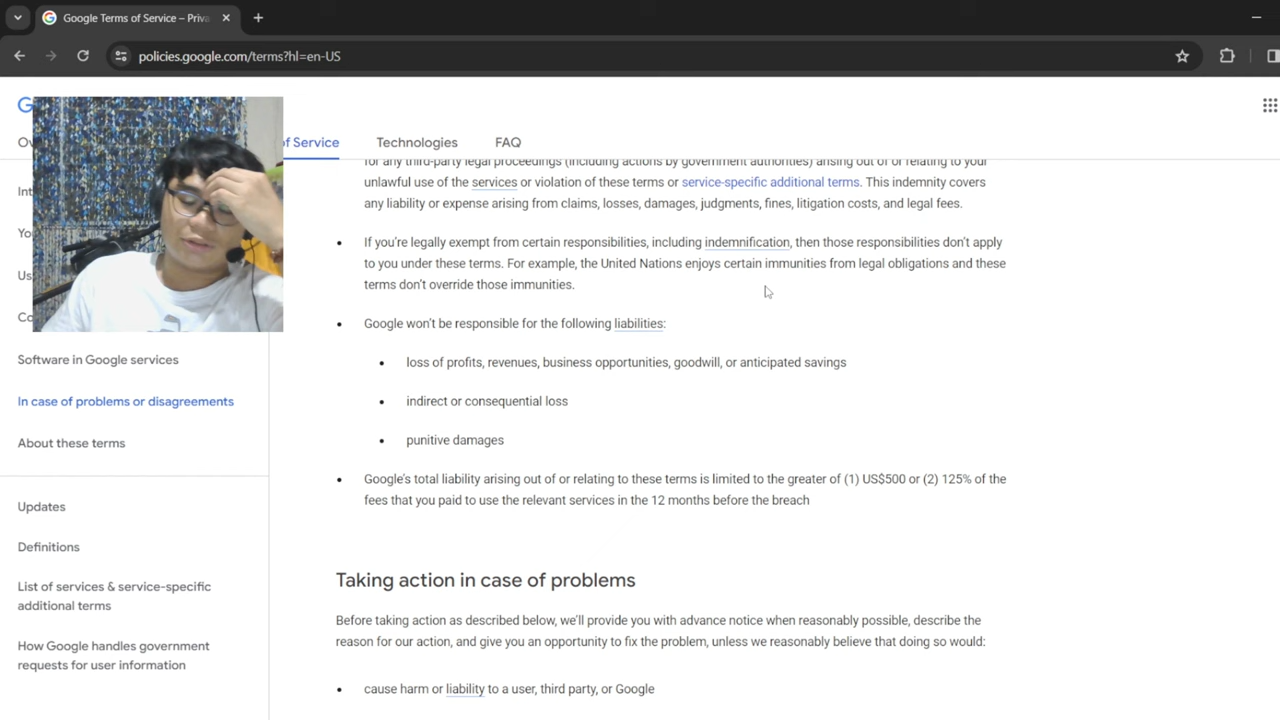 Google Terms of Service – Priva
policies.google.com/terms?hl=en-US
G
of Service
Technologies
FAQ
for any third-party legal proceedings (including actions by government authorities) arising out of or relating to your
unlawful use of the services or violation of these terms or service-specific additional terms. This indemnity covers
any liability or expense arising from claims, losses, damages, judgments, fines, litigation costs, and legal fees.
If you're legally exempt from certain responsibilities, including indemnification, then those responsibilities don't apply
to you under these terms. For example, the United Nations enjoys certain immunities from legal obligations and these
terms don't override those immunities.
Google won't be responsible for the following liabilities:
loss of profits, revenues, business opportunities, goodwill, or anticipated savings
indirect or consequential loss
punitive damages
Google's total liability arising out of or relating to these terms is limited to the greater of (1) US$500 or (2) 125% of the
fees that you paid to use the relevant services in the 12 months before the breach
Taking action in case of problems
Before taking action as described below, we'll provide you with advance notice when reasonably possible, describe the
reason for our action, and give you an opportunity to fix the problem, unless we reasonably believe that doing so would:
cause harm or liability to a user, third party, or Google
Software in Google services
In case of problems or disagreements
About these terms
Updates
Definitions
List of services & service-specific
additional terms
How Google handles government
requests for user information